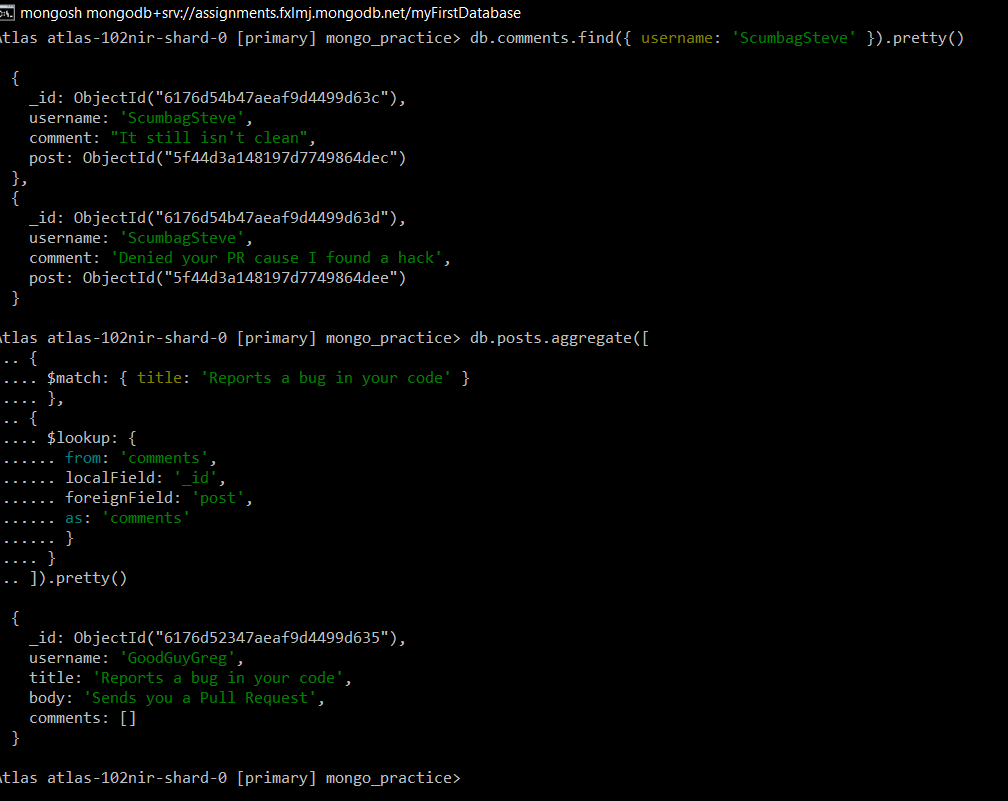 mongosh mongodb+srv://assignments.fxlmj.mongodb.net/myFirstDatabase
Atlas atlas-102nir-shard-0 [primary] mongo_practice> db.comments.find({ username: 'ScumbagSteve' }).pretty()
{
_id: ObjectId("6176d54b47aeaf9d4499d63c"),
username: 'ScumbagSteve',
comment: "It still isn't clean",
post: ObjectId("5f44d3a148197d7749864dec")
},
{
_id: ObjectId("6176d54b47aeaf9d4499d63d"),
username: 'ScumbagSteve',
comment: 'Denied your PR cause I found a hack',
post: ObjectId("5f44d3a148197d7749864dee")
}
Atlas atlas-102nir-shard-0 [primary] mongo_practice> db.posts.aggregate([
.. {
.... $match: { title: 'Reports a bug in your code' }
.... },
.. {
.... $lookup: {
...... from: 'comments',
...... localField: '_id',
...... foreignField: 'post',
...... as: 'comments'
...... }
.... }
.. ]).pretty()
{
_id: ObjectId("6176d52347aeaf9d4499d635"),
username: 'GoodGuyGreg',
title: 'Reports a bug in your code',
body: 'Sends you a Pull Request',
comments: []
}
Atlas atlas-102nir-shard-0 [primary] mongo_practice>